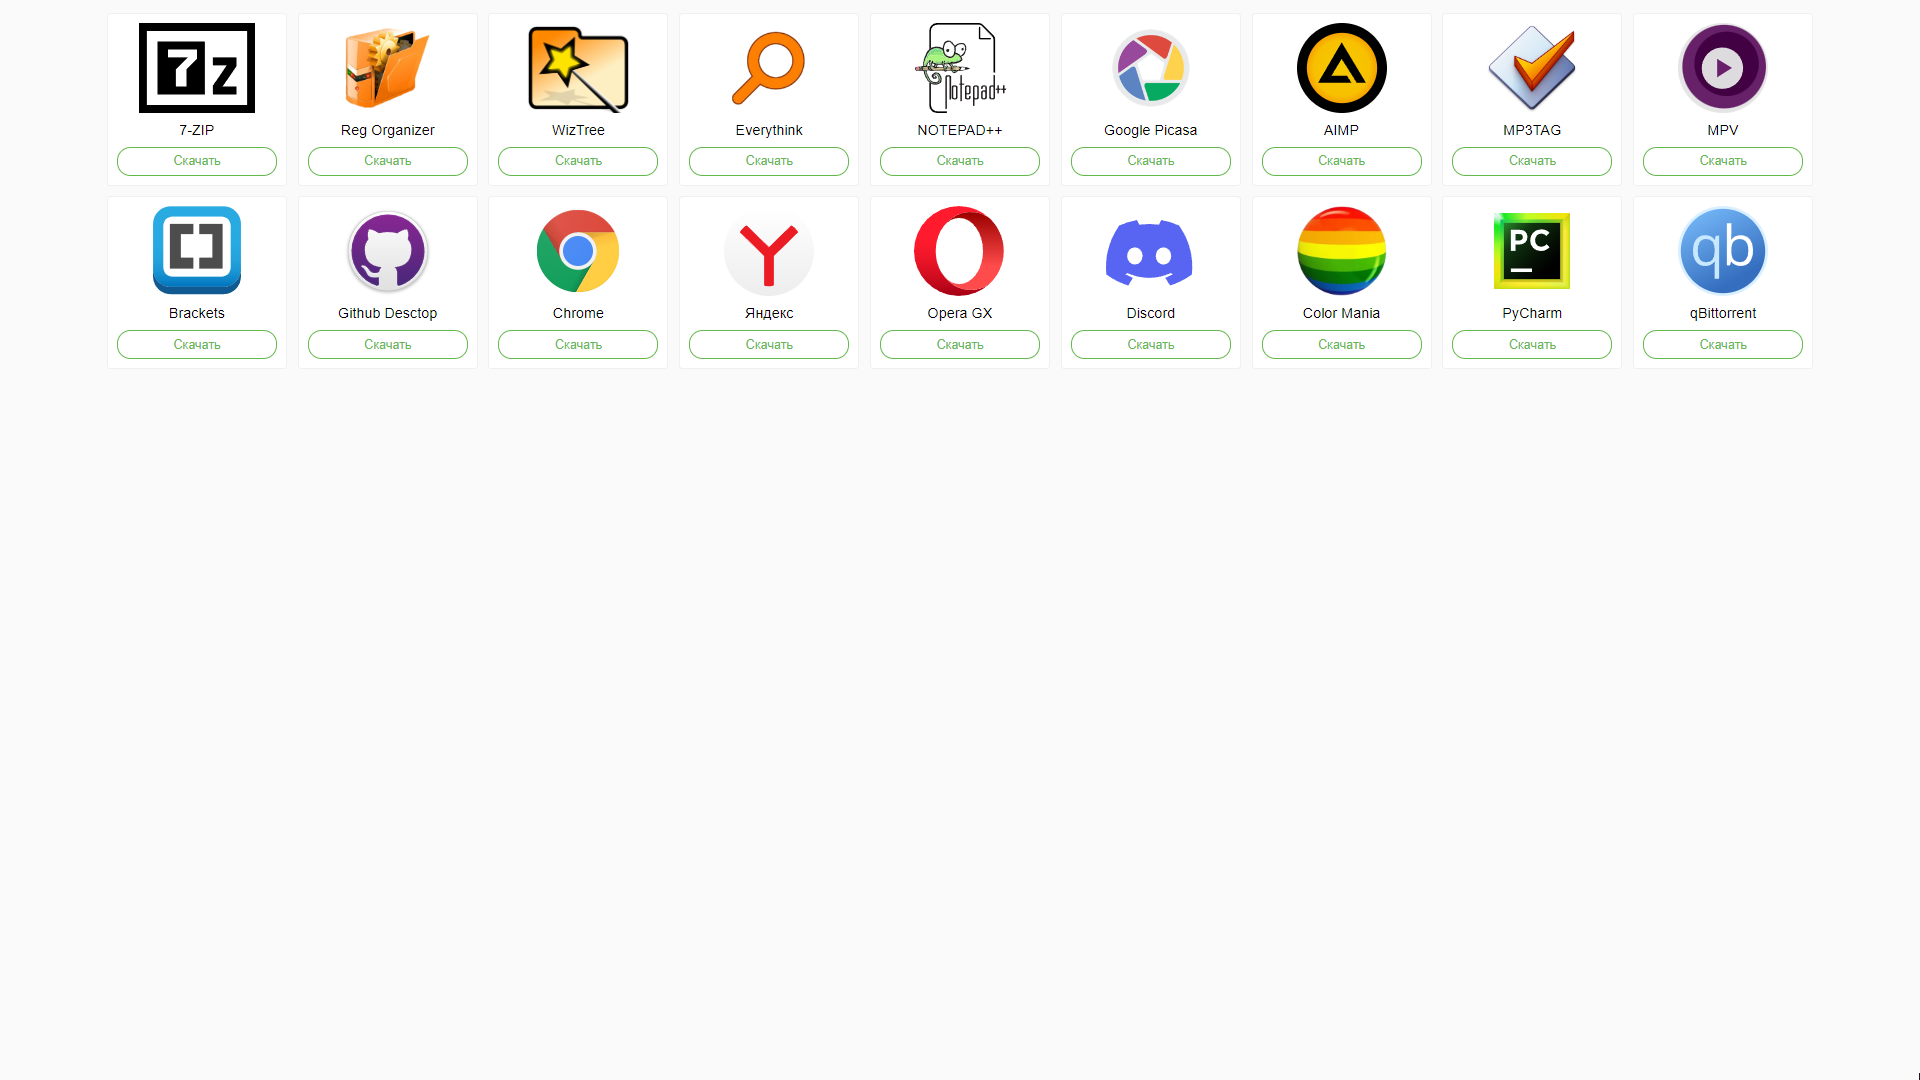 7z
Notepad++
7-ZIP
Reg Organizer
WizTree
Everythink
NOTEPAD++
Google Picasa
AIMP
MP3TAG
MPV
Скачать
Скачать
Скачать
Скачать
Скачать
Скачать
Скачать
Скачать
Скачать
PC
qb
Brackets
Github Desctop
Chrome
Яндекс
Opera GX
Discord
Color Mania
PyCharm
qBittorrent
Скачать
Скачать
Скачать
Скачать
Скачать
Скачать
Скачать
Скачать
Скачать